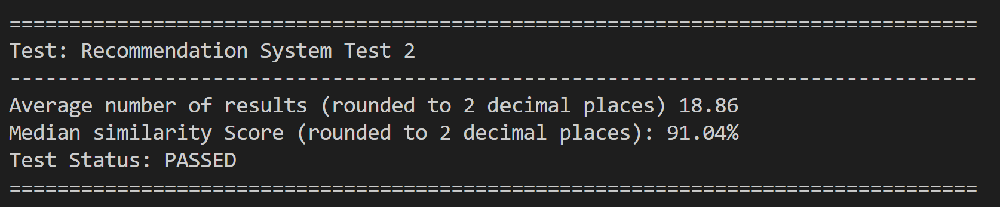 =================================================================================
Test: Recommendation System Test 2
---------------------------------------------------------------------------------
Average number of results (rounded to 2 decimal places) 18.86
Median similarity Score (rounded to 2 decimal places): 91.04%
Test Status: PASSED
=================================================================================